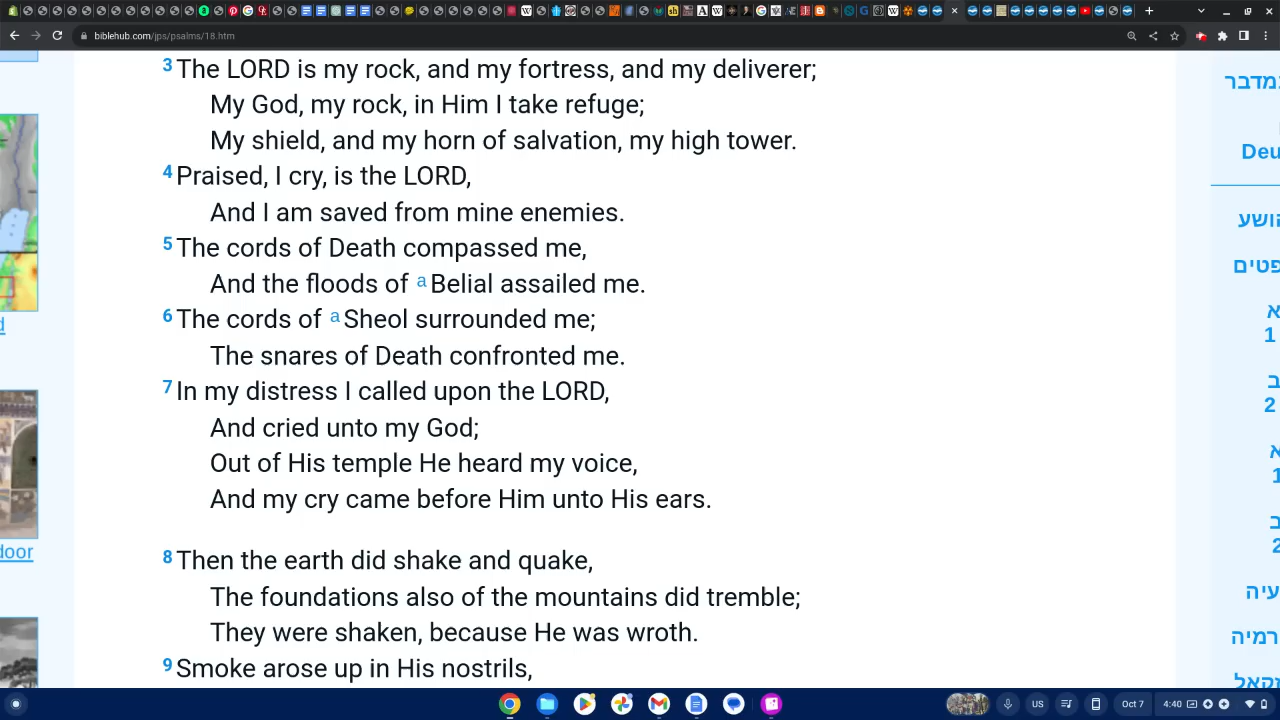 biblehub.com/jps/psalms/18.htm
3 The LORD is my rock, and my fortress, and my deliverer;
My God, my rock, in Him I take refuge;
My shield, and my horn of salvation, my high tower.
4 Praised, I cry, is the LORD,
And I am saved from mine enemies.
5 The cords of Death compassed me,
And the floods of a Belial assailed me.
6 The cords of a Sheol surrounded me;
The snares of Death confronted me.
7 In my distress I called upon the LORD,
And cried unto my God;
Out of His temple He heard my voice,
And my cry came before Him unto His ears.
8 Then the earth did shake and quake,
The foundations also of the mountains did tremble;
They were shaken, because He was wroth.
9 Smoke arose up in His nostrils,
d
door
במדבר
Deu
הושע
פטים
א
1
ב
2
א
1
ב
2
עיה
רמיה
זקאל
US
Oct 7
4:40